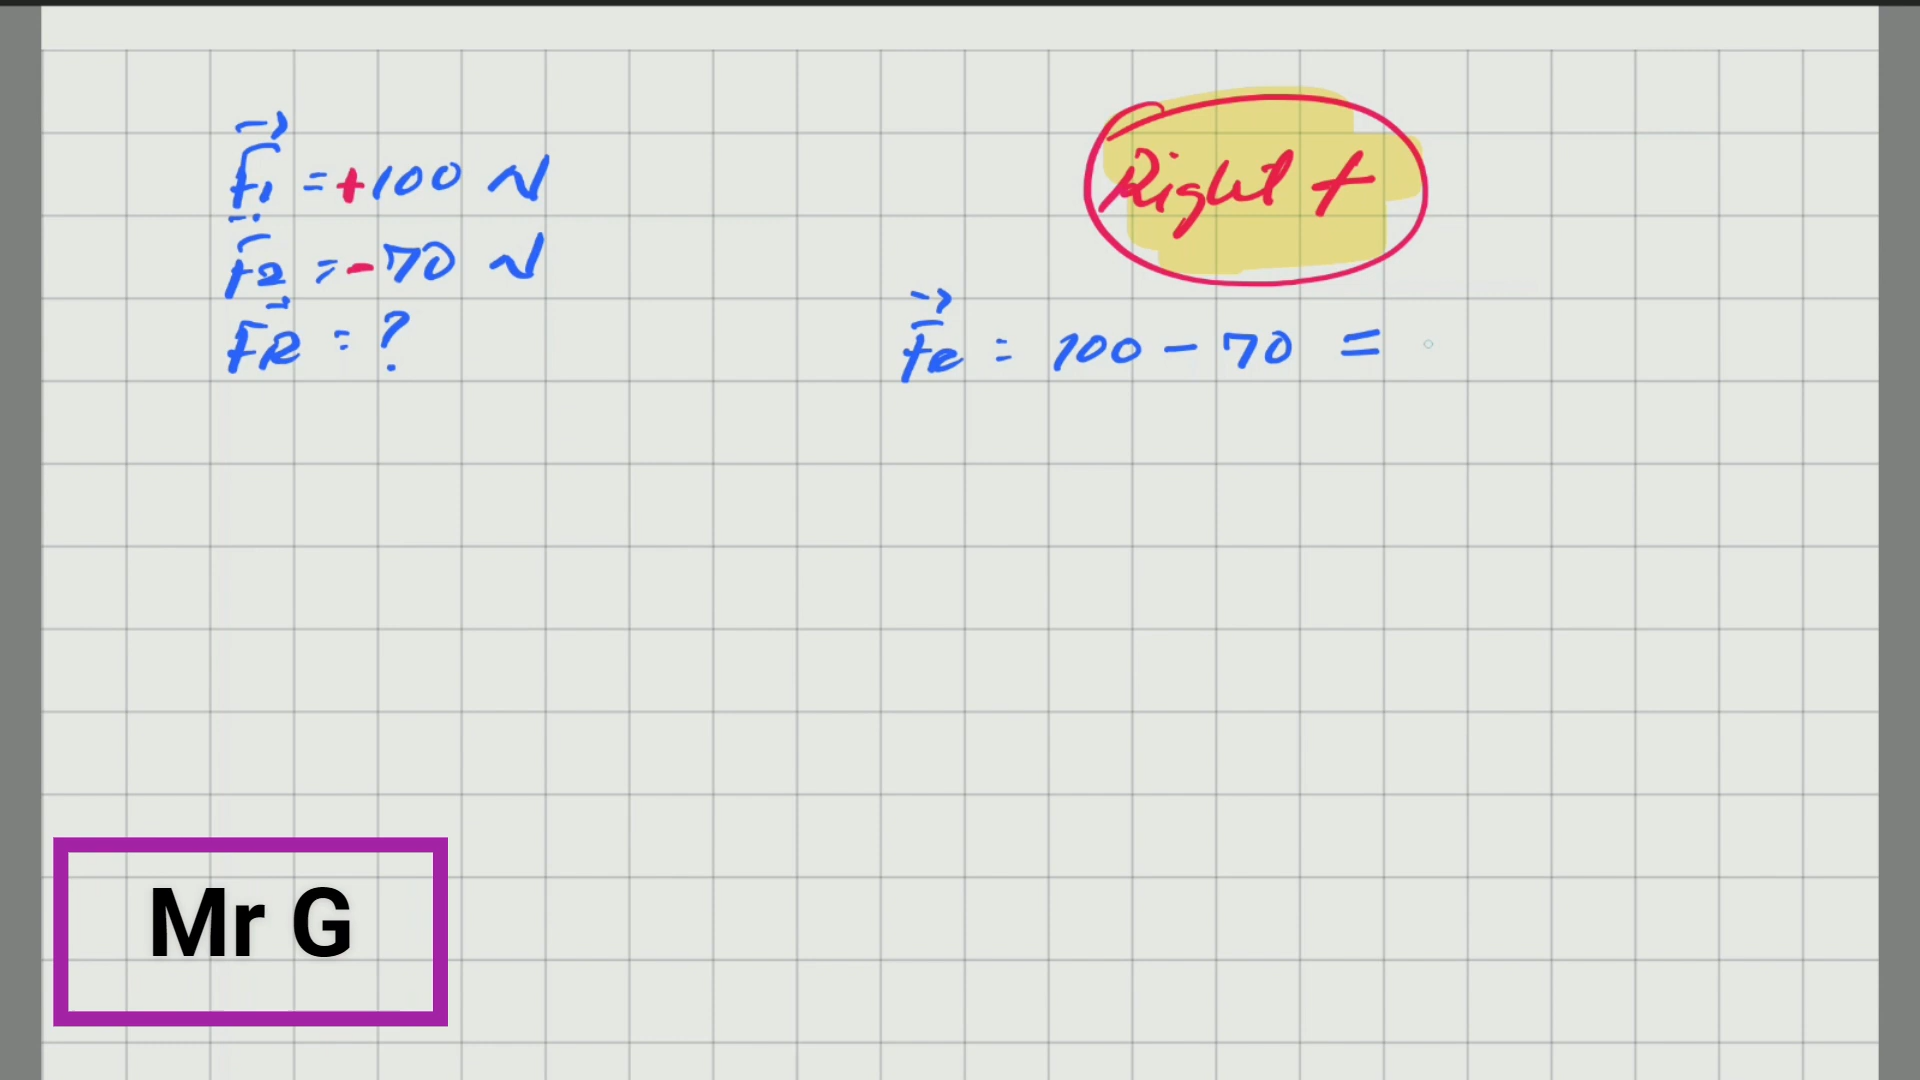 F1 = +100 N
F2 = -70 N
FR = ?
Right +
FR = 100 - 70 =
Mr G